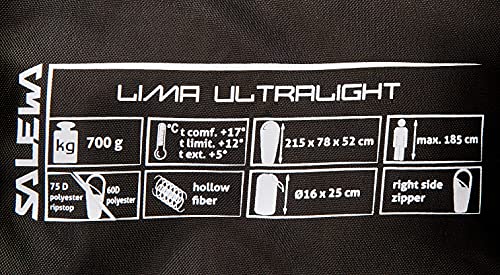 SALEWA
LIMA ULTRALIGHT
kg
700 g
°C
t comf. +17°
t limit. +12°
t ext. +5°
215 x 78 x 52 cm
max. 185 cm
75 D
polyester
ripstop
60D
polyester
hollow
fiber
Ø16 x 25 cm
right side
zipper